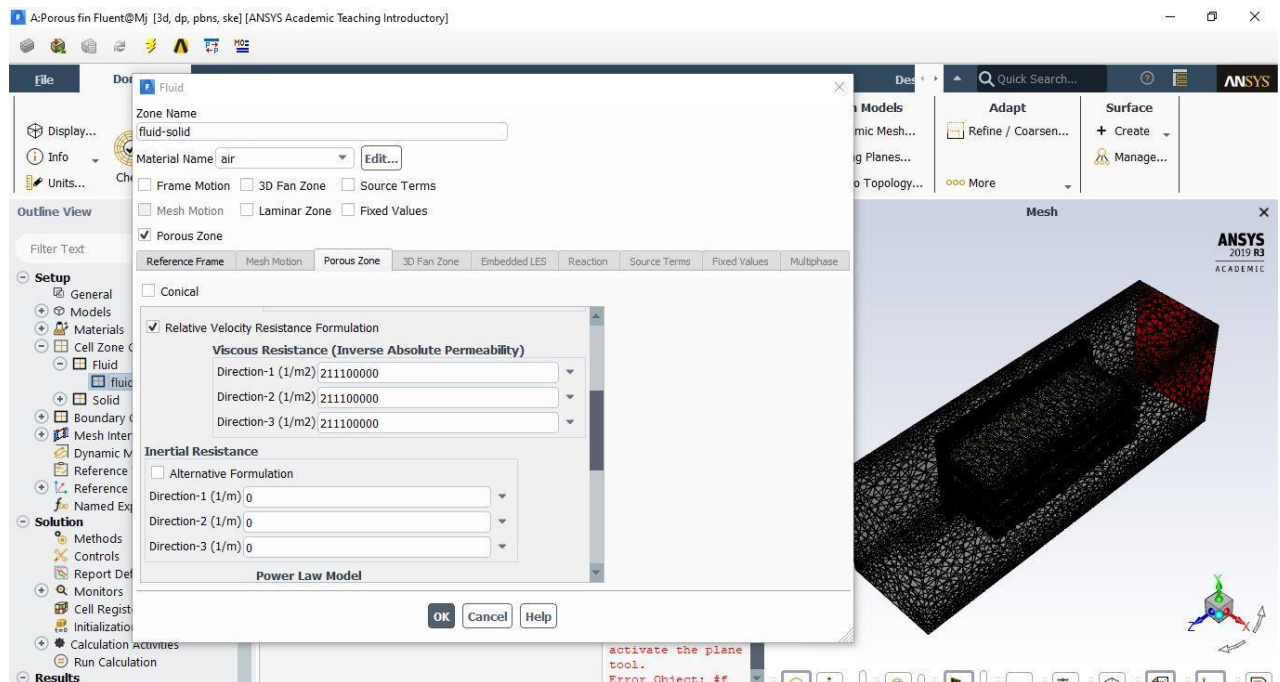 A:Porous fin Fluent@Mj [3d, dp, pbns, ske] [ANSYS Academic Teaching Introductory]
File
Des
Quick Search...
ANSYS
Display...
Info
Units...
Models
Adapt
Surface
Refine / Coarsen...
+ Create
Planes...
Manage...
Topology...
More
Fluid
Zone Name
fluid-solid
Material Name air
Edit...
Frame Motion 3D Fan Zone Source Terms
Mesh Motion Laminar Zone Fixed Values
Porous Zone
Reference Frame Mesh Motion Porous Zone 3D Fan Zone Embedded LES Reaction Source Terms Fixed Values Multiphase
Conical
Relative Velocity Resistance Formulation
Viscous Resistance (Inverse Absolute Permeability)
Direction-1 (1/m2) 211100000
Direction-2 (1/m2) 211100000
Direction-3 (1/m2) 211100000
Inertial Resistance
Alternative Formulation
Direction-1 (1/m) 0
Direction-2 (1/m) 0
Direction-3 (1/m) 0
Power Law Model
OK Cancel Help
Outline View
Filter Text
Setup
General
Models
Materials
Cell Zone C
Fluid
fluid
Solid
Boundary
Mesh Inter
Dynamic M
Reference
Reference
Named Exp
Solution
Methods
Controls
Report Def
Monitors
Cell Regist
Initializatio
Calculation Activities
Run Calculation
Results
Mesh
ANSYS
2019 R3
ACADEMIC
Y
Z
X
activate the plane
tool.
Error Object: #f